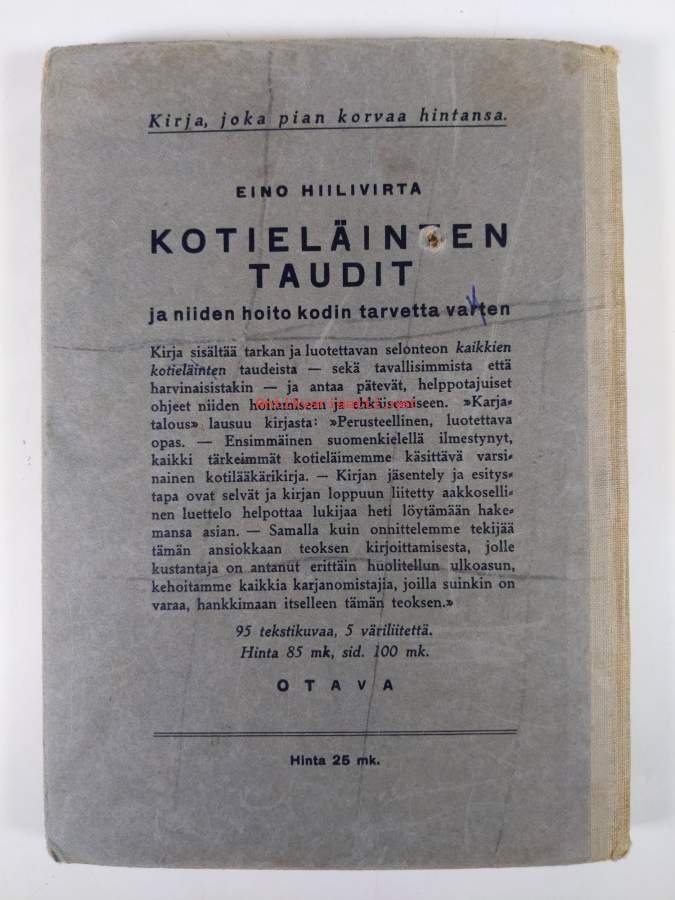 Kirja, joka pian korvaa hintansa.
EINO HIILIVIRTA
KOTIELÄINTEN
TAUDIT
ja niiden hoito kodin tarvetta varten
Kirja sisältää tarkan ja luotettavan selonteon kaikkien
kotieläinten taudeista — sekä tavallisimmista että
harvinaisistakin — ja antaa pätevät, helppotajuiset
ohjeet niiden hoitamiseen ja ehkäisemiseen. »Karja-
talous» lausuu kirjasta: »Perusteellinen, luotettava
opas. — Ensimmäinen suomenkielellä ilmestynyt,
kaikki tärkeimmät kotieläimemme käsittävä varsi-
nainen kotilääkärikirja. — Kirjan jäsentely ja esitys-
tapa ovat selvät ja kirjan loppuun liitetty aakkoselli-
nen luettelo helpottaa lukijaa heti löytämään hake-
mansa asian. — Samalla kuin onnittelemme tekijää
tämän ansiokkaan teoksen kirjoittamisesta, jolle
kustantaja on antanut erittäin huolitellun ulkoasun,
kehoitamme kaikkia karjanomistajia, joilla suinkin on
varaa, hankkimaan itselleen tämän teoksen.»
95 tekstikuvaa, 5 väriliitettä.
Hinta 85 mk, sid. 100 mk.
OTAVA
Hinta 25 mk.